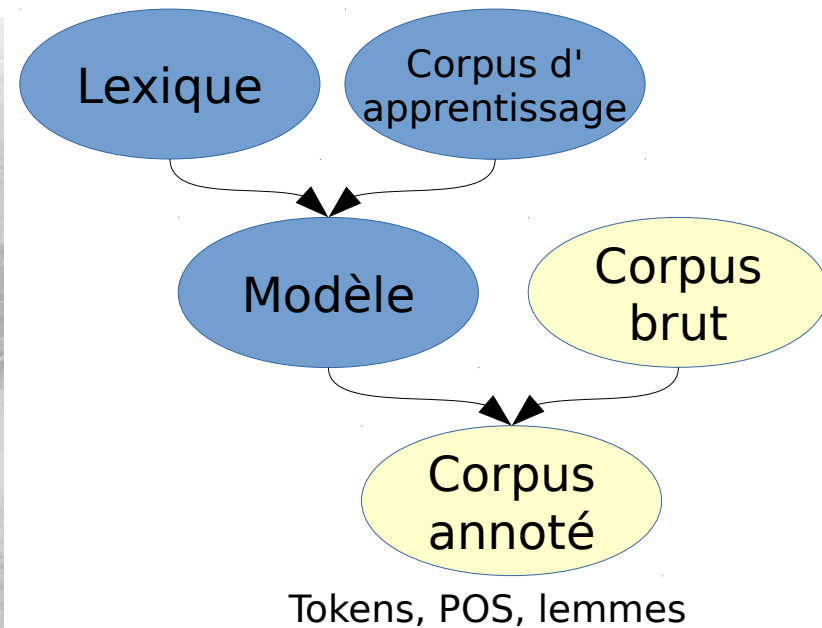 Lexique
Corpus d'
apprentissage
Modèle
Corpus
brut
Corpus
annoté
Tokens, POS, lemmes